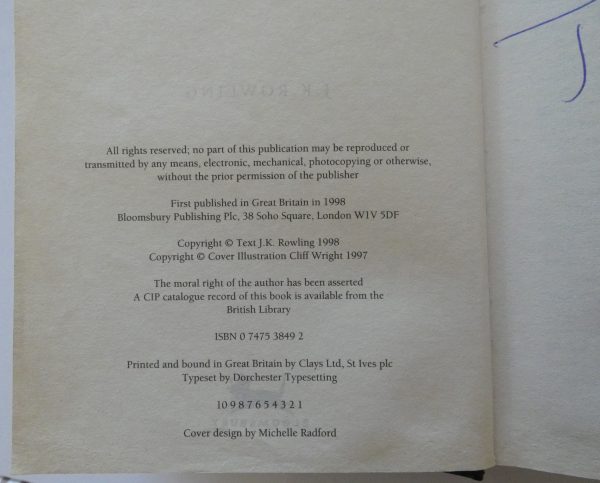 J.K. ROWLING
All rights reserved; no part of this publication may be reproduced or
transmitted by any means, electronic, mechanical, photocopying or otherwise,
without the prior permission of the publisher
First published in Great Britain in 1998
Bloomsbury Publishing Plc, 38 Soho Square, London W1V 5DF
Copyright © Text J.K. Rowling 1998
Copyright © Cover Illustration Cliff Wright 1997
The moral right of the author has been asserted
A CIP catalogue record of this book is available from the
British Library
ISBN 0 7475 3849 2
Printed and bound in Great Britain by Clays Ltd, St Ives plc
Typeset by Dorchester Typesetting
10 9 8 7 6 5 4 3 2 1
BLOOMSBURY
Cover design by Michelle Radford